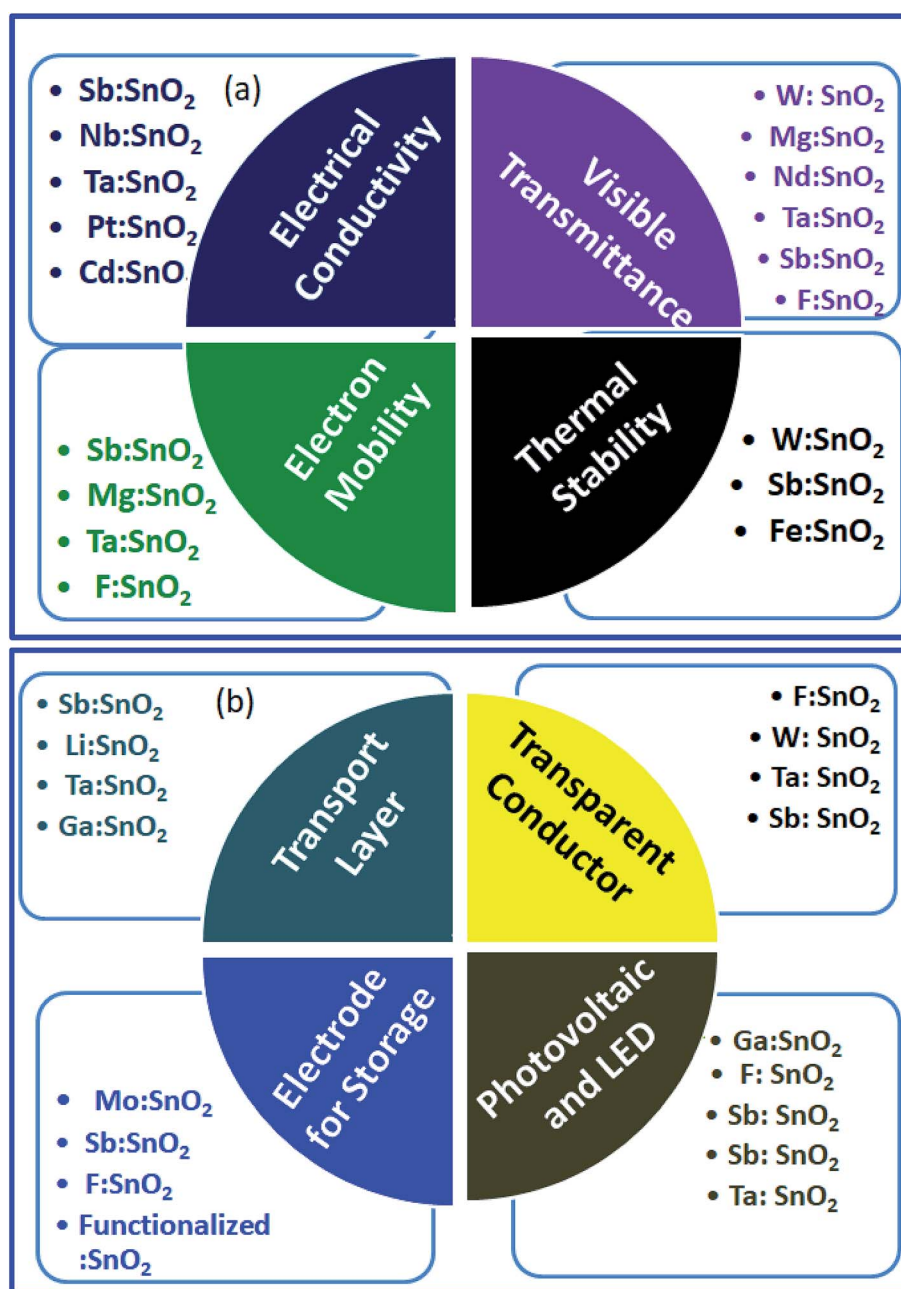 (a)
• Sb:SnO₂
• Nb:SnO₂
• Ta:SnO₂
• Pt:SnO₂
• Cd:SnO
Electrical
Conductivity
Visible
Transmittance
• W: SnO₂
• Mg:SnO₂
• Nd:SnO₂
• Ta:SnO₂
• Sb:SnO₂
• F:SnO₂
• Sb:SnO₂
• Mg:SnO₂
• Ta:SnO₂
• F:SnO₂
Electron
Mobility
Thermal
Stability
• W:SnO₂
• Sb:SnO₂
• Fe:SnO₂
(b)
• Sb:SnO₂
• Li:SnO₂
• Ta:SnO₂
• Ga:SnO₂
Transport
Layer
Transparent
Conductor
• F:SnO₂
• W: SnO₂
• Ta: SnO₂
• Sb: SnO₂
• Mo:SnO₂
• Sb:SnO₂
• F:SnO₂
• Functionalized
:SnO₂
Electrode
for Storage
Photovoltaic
and LED
• Ga:SnO₂
• F: SnO₂
• Sb: SnO₂
• Sb: SnO₂
• Ta: SnO₂